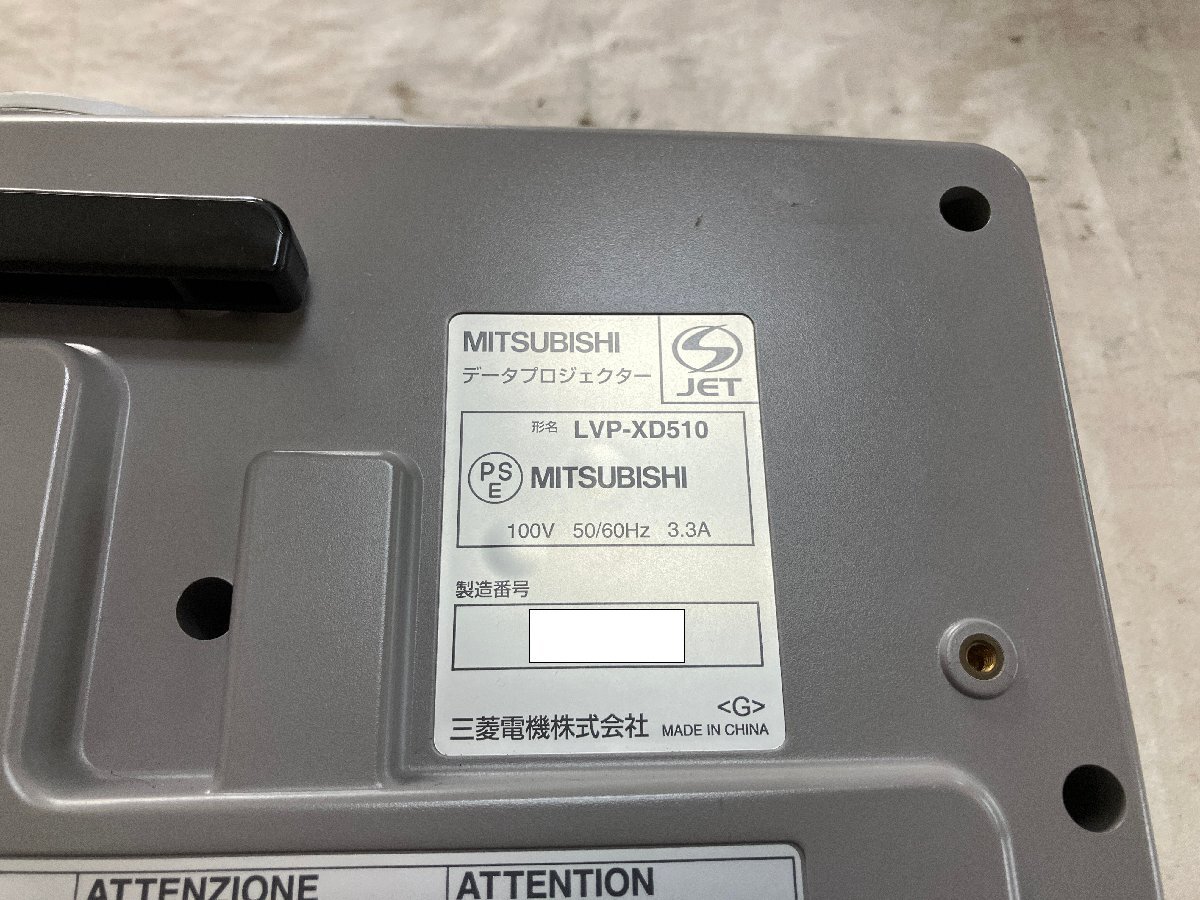 MITSUBISHI
データプロジェクター
S
JET
形名 LVP-XD510
PSE MITSUBISHI
100V 50/60Hz 3.3A
製造番号
<G>
三菱電機株式会社 MADE IN CHINA
ATTENZIONE ATTENTION